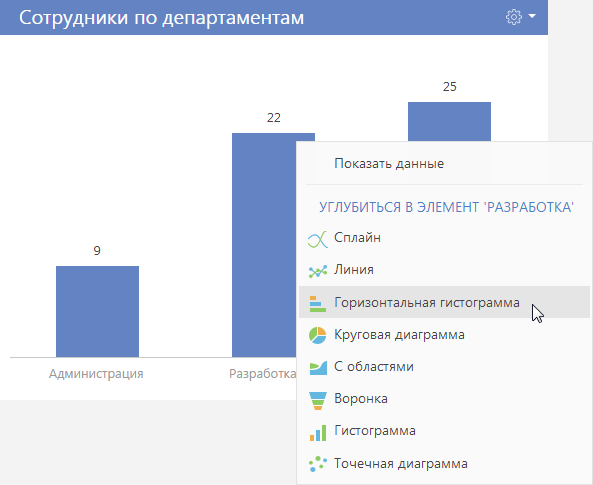 Сотрудники по департаментам
25
22
9
Администрация
Разработка
Показать данные
УГЛУБИТЬСЯ В ЭЛЕМЕНТ 'РАЗРАБОТКА'
Сплайн
Линия
Горизонтальная гистограмма
Круговая диаграмма
С областями
Воронка
Гистограмма
Точечная диаграмма